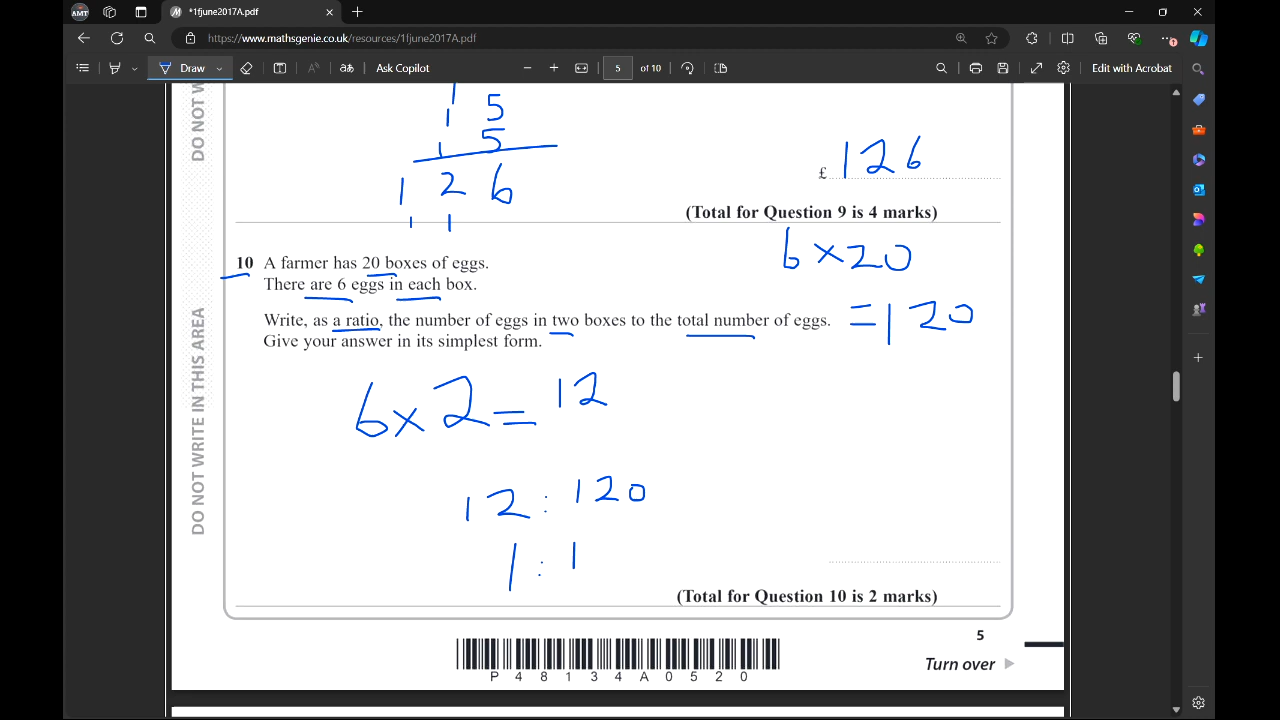 *1fjune2017A.pdf
https://www.mathsgenie.co.uk/resources/1fjune2017A.pdf
Draw
Ask Copilot
5 of 10
Edit with Acrobat
DO NOT W
1
1 5
1 5
1 2 6
1 1
£ 126
(Total for Question 9 is 4 marks)
10 A farmer has 20 boxes of eggs.
There are 6 eggs in each box.
Write, as a ratio, the number of eggs in two boxes to the total number of eggs.
Give your answer in its simplest form.
6 × 20
= 120
6 × 2 = 12
12 : 120
1 : 1
DO NOT WRITE IN THIS AREA
(Total for Question 10 is 2 marks)
5
P 4 8 1 3 4 A 0 5 2 0
Turn over